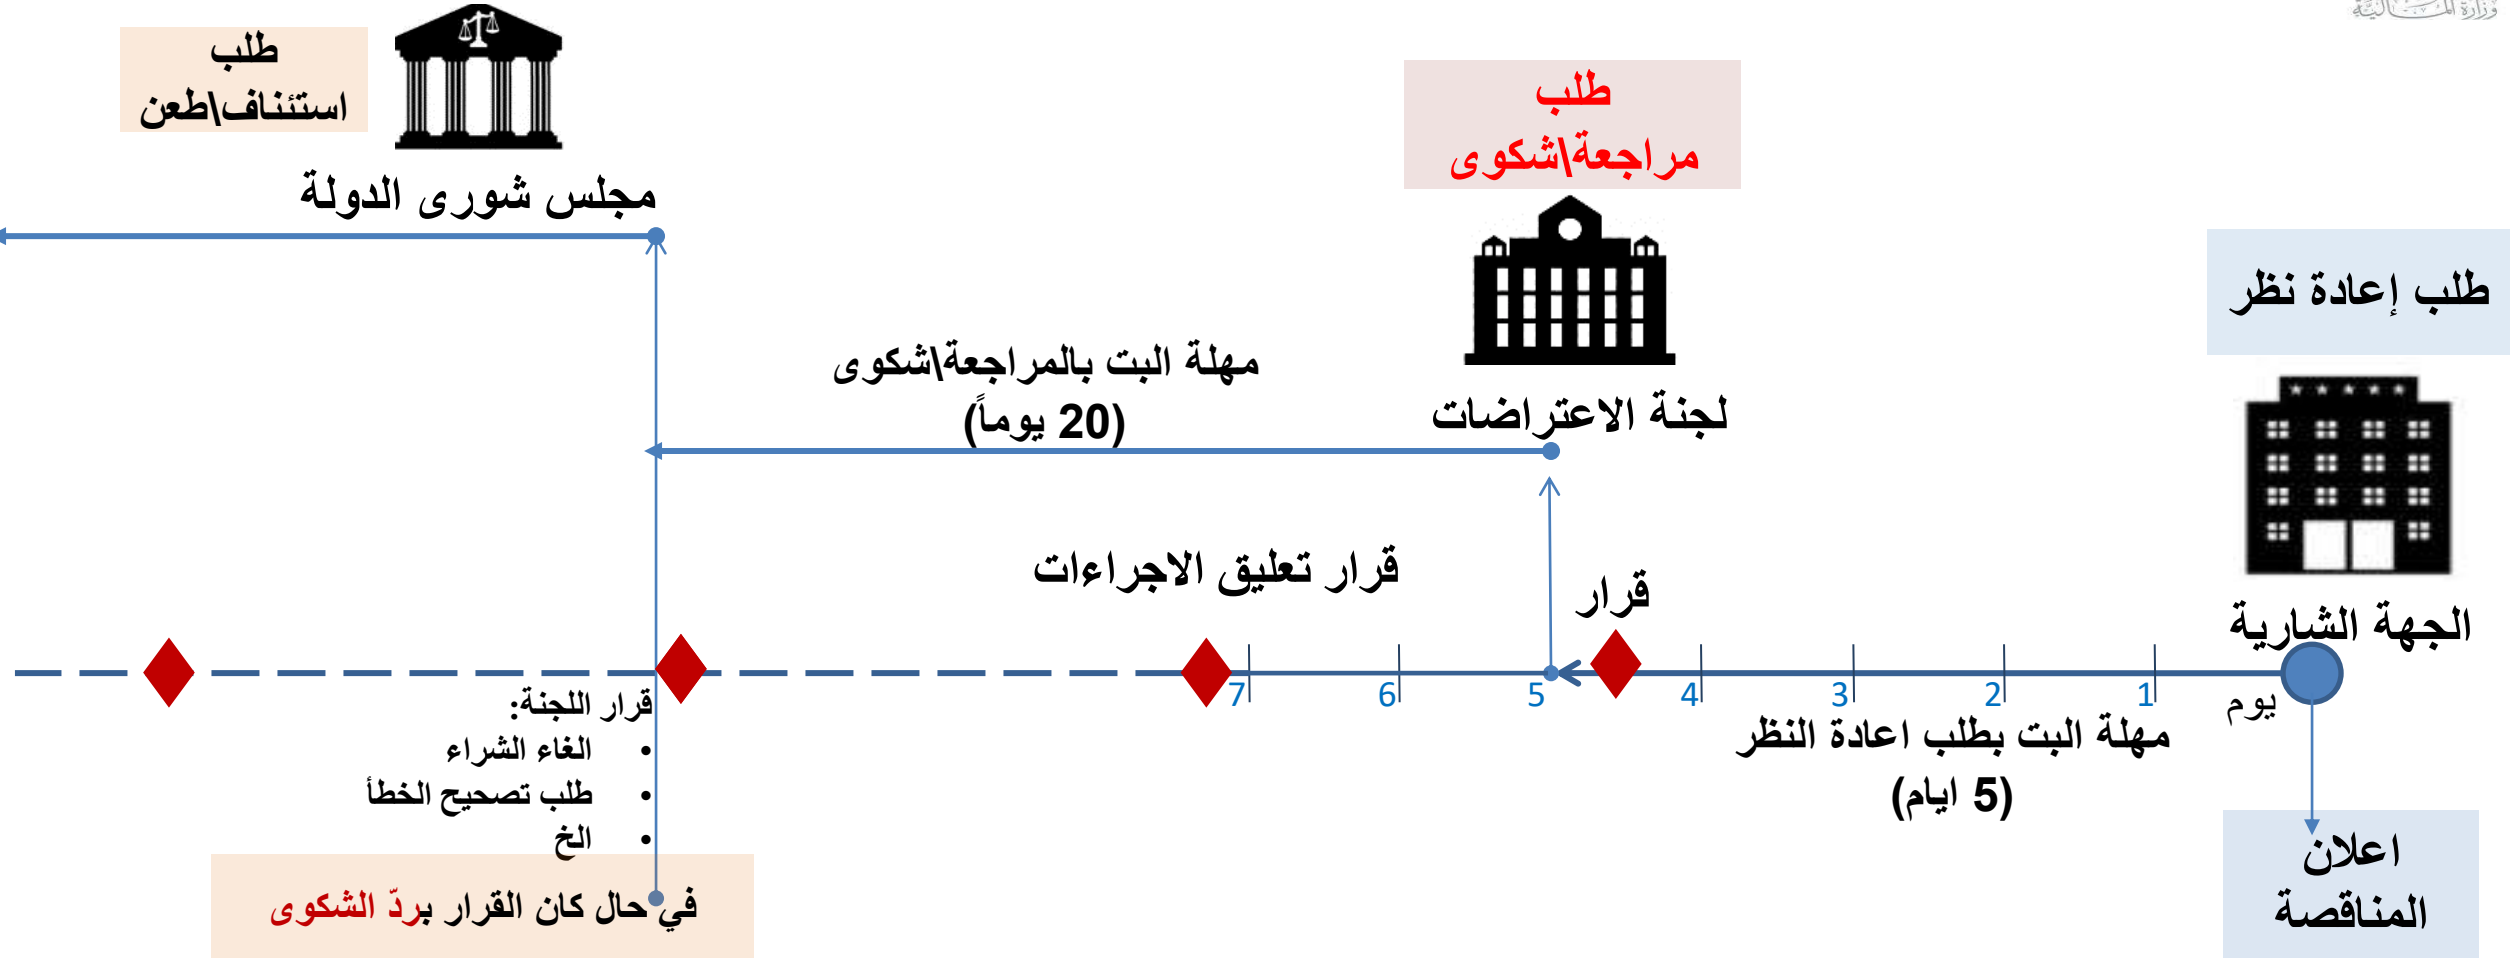 وزارة المالية
طلب إعادة نظر
الجهة الشارية
اعلان
المناقصة
يوم
1
2
3
4
5
6
7
مهلة البت بطلب اعادة النظر
(5 ايام)
قرار
طلب
مراجعة\شكوى
لجنة الاعتراضات
مهلة البت بالمراجعة\شكوى
(20 يوماً)
قرار تعليق الاجراءات
طلب
استئناف\طعن
مجلس شورى الدولة
قرار اللجنة:
• الغاء الشراء
• طلب تصحيح الخطأ
• الخ
في حال كان القرار بردّ الشكوى